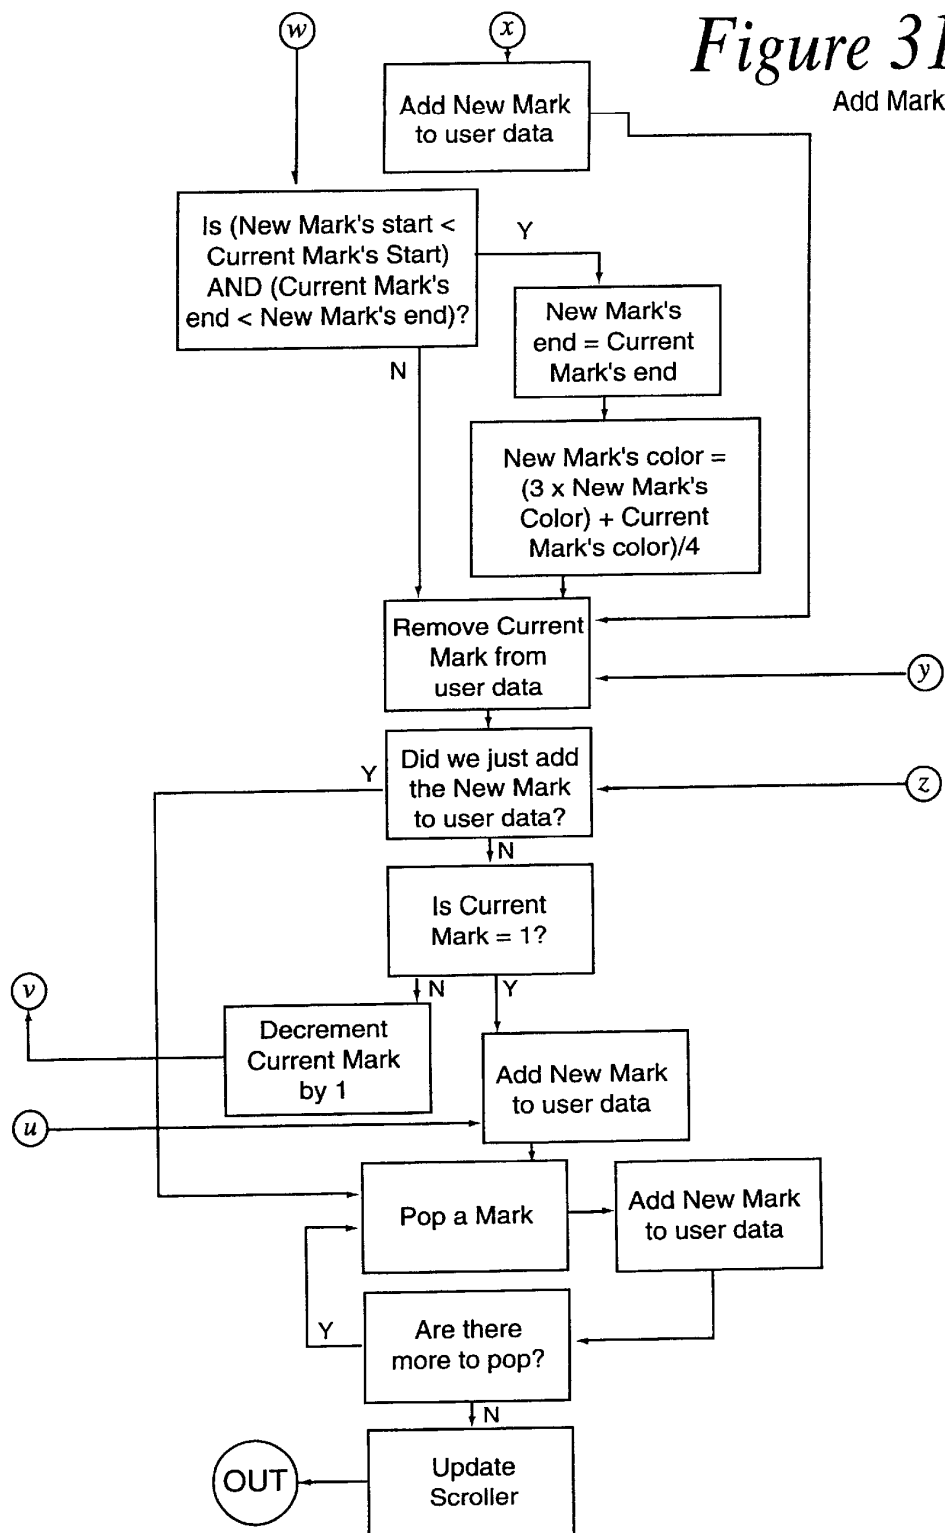 w
x
Figure 31
Add Mark
Add New Mark
to user data
Is (New Mark's start <
Current Mark's Start)
AND (Current Mark's
end < New Mark's end)?
Y
N
New Mark's
end = Current
Mark's end
New Mark's color =
(3 x New Mark's
Color) + Current
Mark's color)/4
Remove Current
Mark from
user data
y
Did we just add
the New Mark
to user data?
Y
z
N
Is Current
Mark = 1?
N
Y
v
Decrement
Current Mark
by 1
Add New Mark
to user data
u
Pop a Mark
Add New Mark
to user data
Are there
more to pop?
Y
N
Update
Scroller
OUT